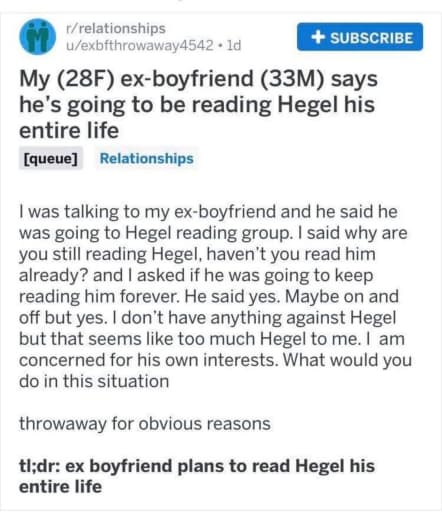 r/relationships
u/exbfthrowaway4542 • 1d
+ SUBSCRIBE
My (28F) ex-boyfriend (33M) says
he's going to be reading Hegel his
entire life
[queue] Relationships
I was talking to my ex-boyfriend and he said he
was going to Hegel reading group. I said why are
you still reading Hegel, haven't you read him
already? and I asked if he was going to keep
reading him forever. He said yes. Maybe on and
off but yes. I don't have anything against Hegel
but that seems like too much Hegel to me. I am
concerned for his own interests. What would you
do in this situation
throwaway for obvious reasons
tl;dr: ex boyfriend plans to read Hegel his
entire life